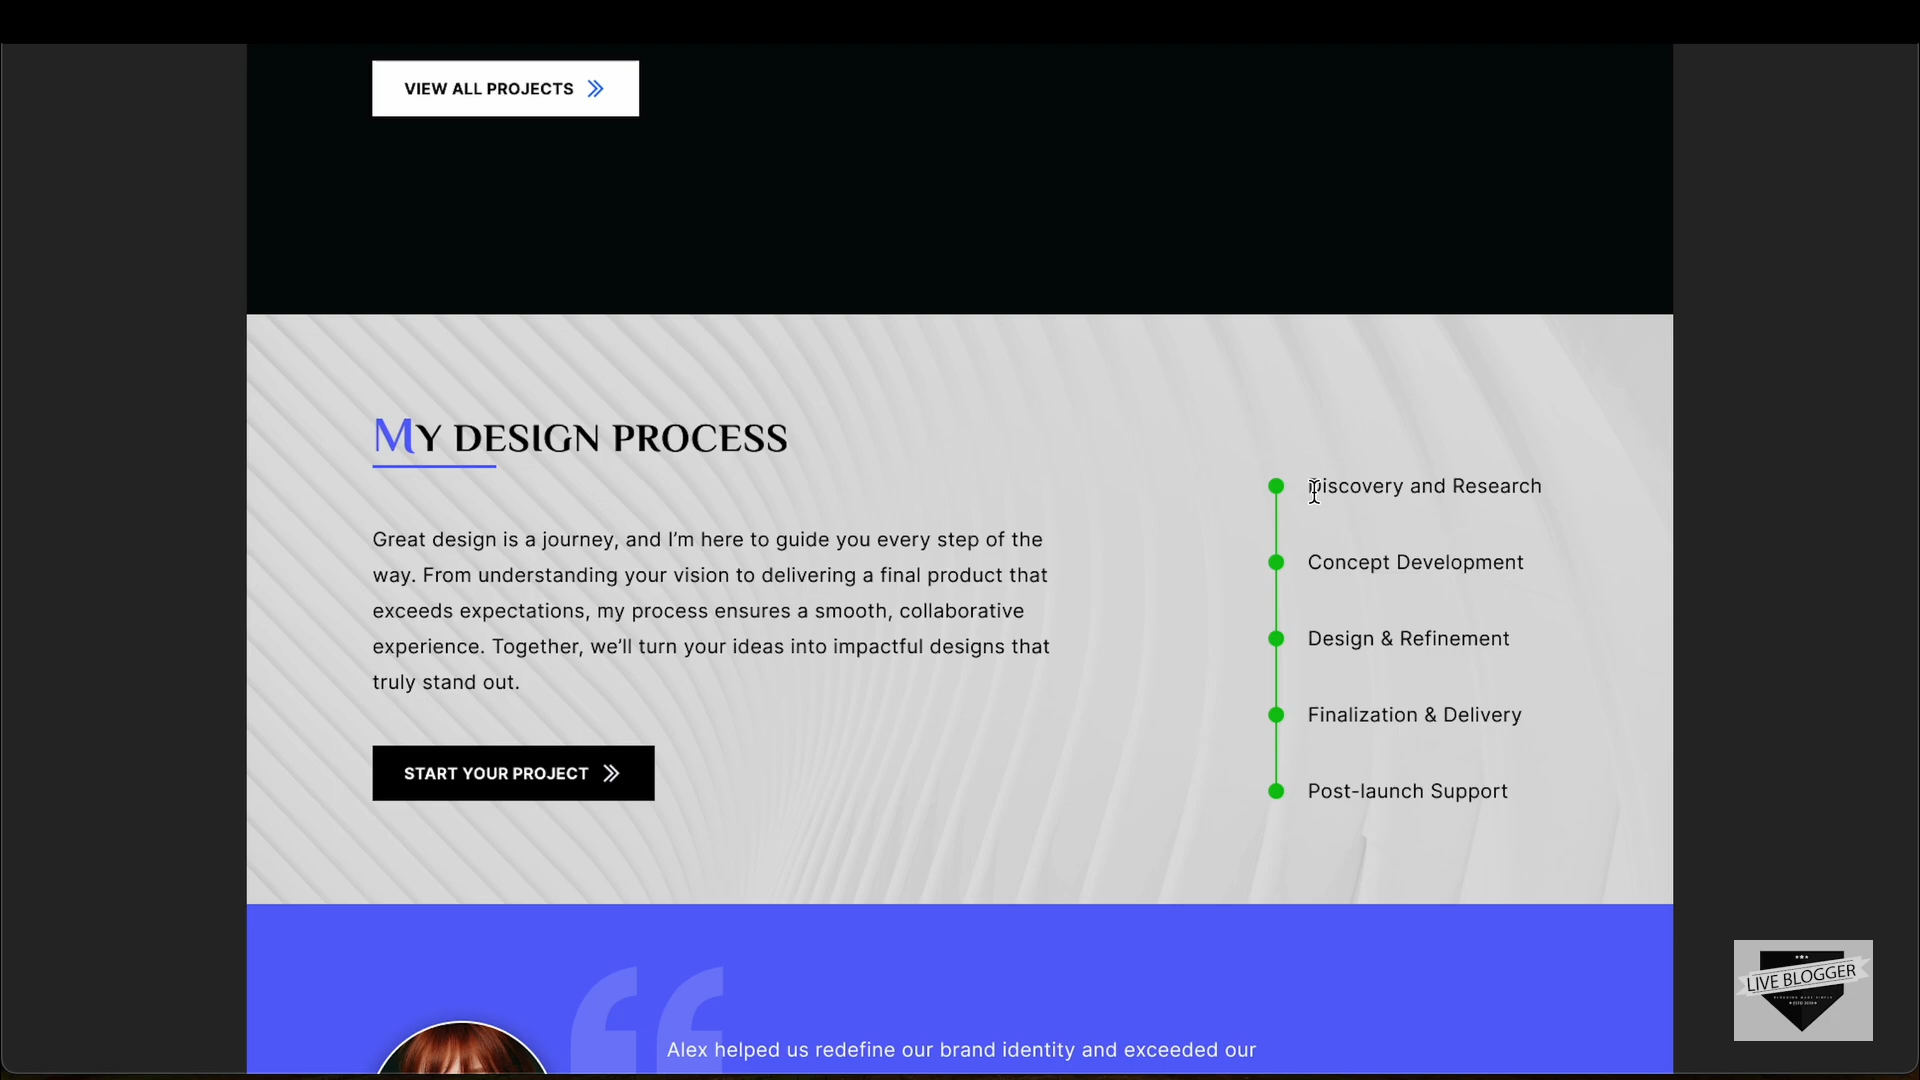 VIEW ALL PROJECTS
MY DESIGN PROCESS
Great design is a journey, and I’m here to guide you every step of the
way. From understanding your vision to delivering a final product that
exceeds expectations, my process ensures a smooth, collaborative
experience. Together, we’ll turn your ideas into impactful designs that
truly stand out.
START YOUR PROJECT
Discovery and Research
Concept Development
Design & Refinement
Finalization & Delivery
Post-launch Support
Alex helped us redefine our brand identity and exceeded our
LIVE BLOGGER